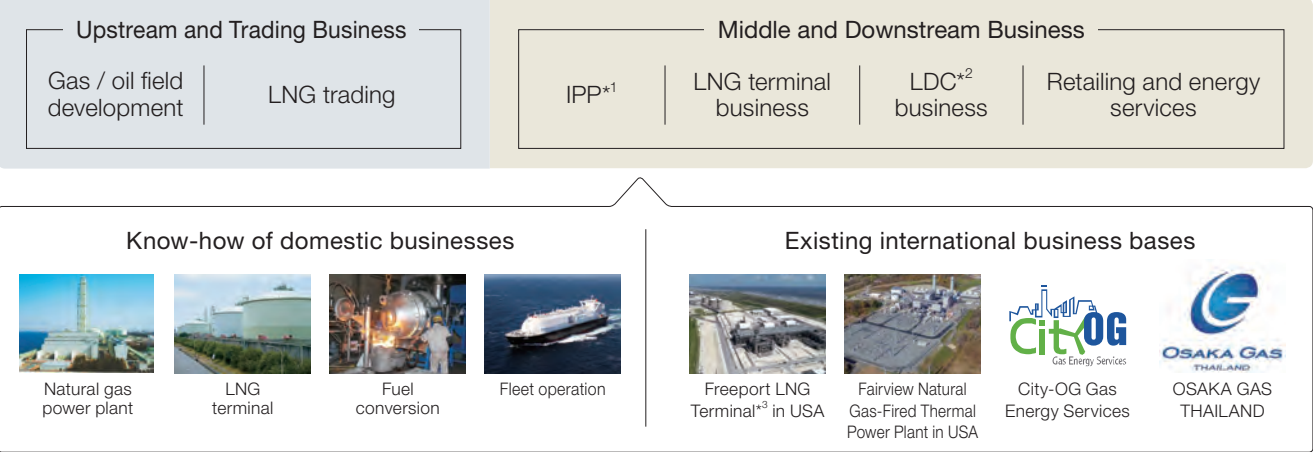 Upstream and Trading Business
Gas / oil field
development
LNG trading
Middle and Downstream Business
IPP*1
LNG terminal
business
LDC*2
business
Retailing and energy
services
Know-how of domestic businesses
Natural gas
power plant
LNG
terminal
Fuel
conversion
Fleet operation
Existing international business bases
Freeport LNG
Terminal*3 in USA
Fairview Natural
Gas-Fired Thermal
Power Plant in USA
City OG
Gas Energy Services
City-OG Gas
Energy Services
OSAKA GAS
THAILAND
OSAKA GAS
THAILAND